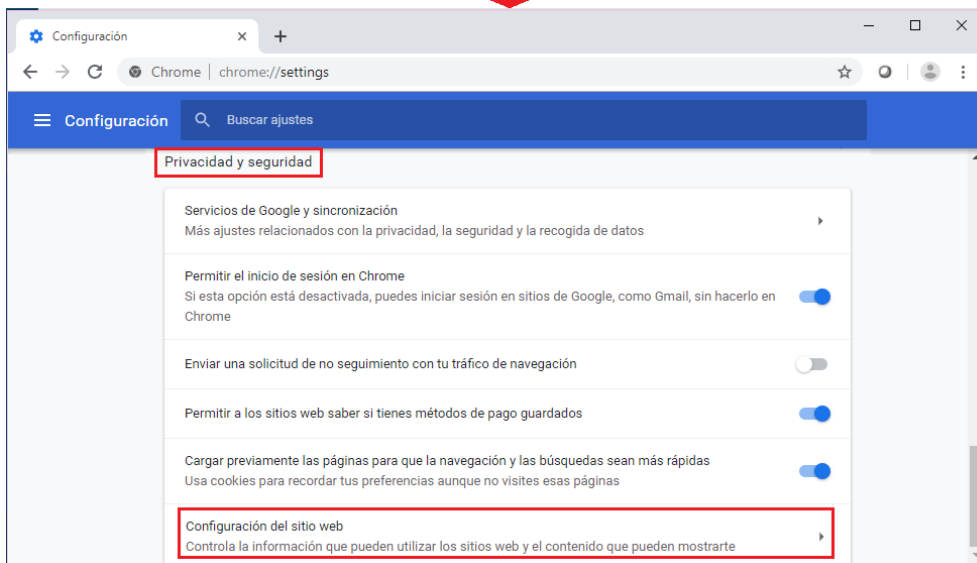 Configuración
Chrome | chrome://settings
Configuración
Buscar ajustes
Privacidad y seguridad
Servicios de Google y sincronización
Más ajustes relacionados con la privacidad, la seguridad y la recogida de datos
Permitir el inicio de sesión en Chrome
Si esta opción está desactivada, puedes iniciar sesión en sitios de Google, como Gmail, sin hacerlo en
Chrome
Enviar una solicitud de no seguimiento con tu tráfico de navegación
Permitir a los sitios web saber si tienes métodos de pago guardados
Cargar previamente las páginas para que la navegación y las búsquedas sean más rápidas
Usa cookies para recordar tus preferencias aunque no visites esas páginas
Configuración del sitio web
Controla la información que pueden utilizar los sitios web y el contenido que pueden mostrarte